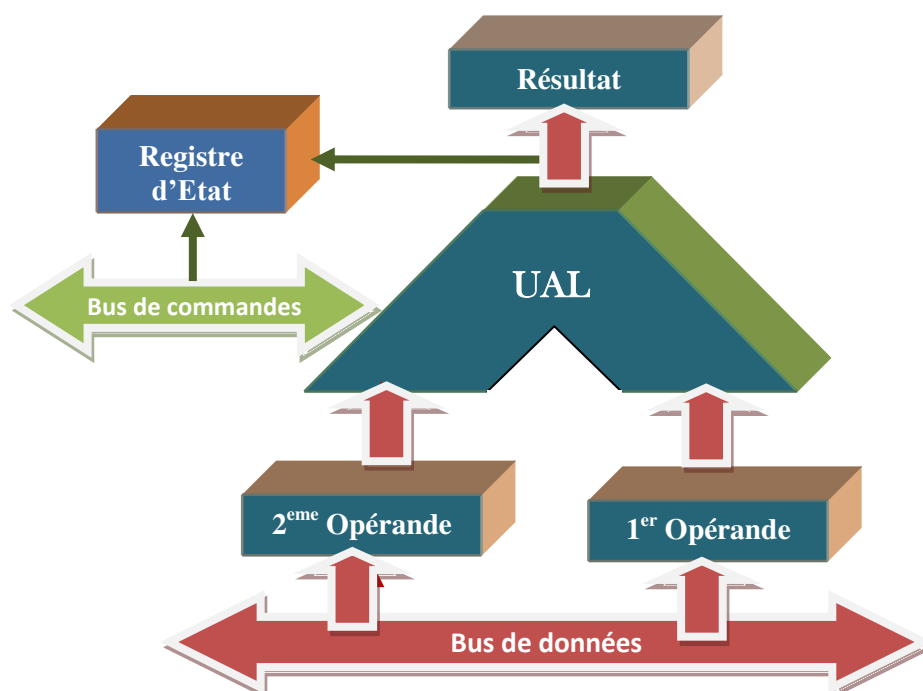 Résultat
Registre
d'Etat
UAL
Bus de commandes
2eme Opérande
1er Opérande
Bus de données